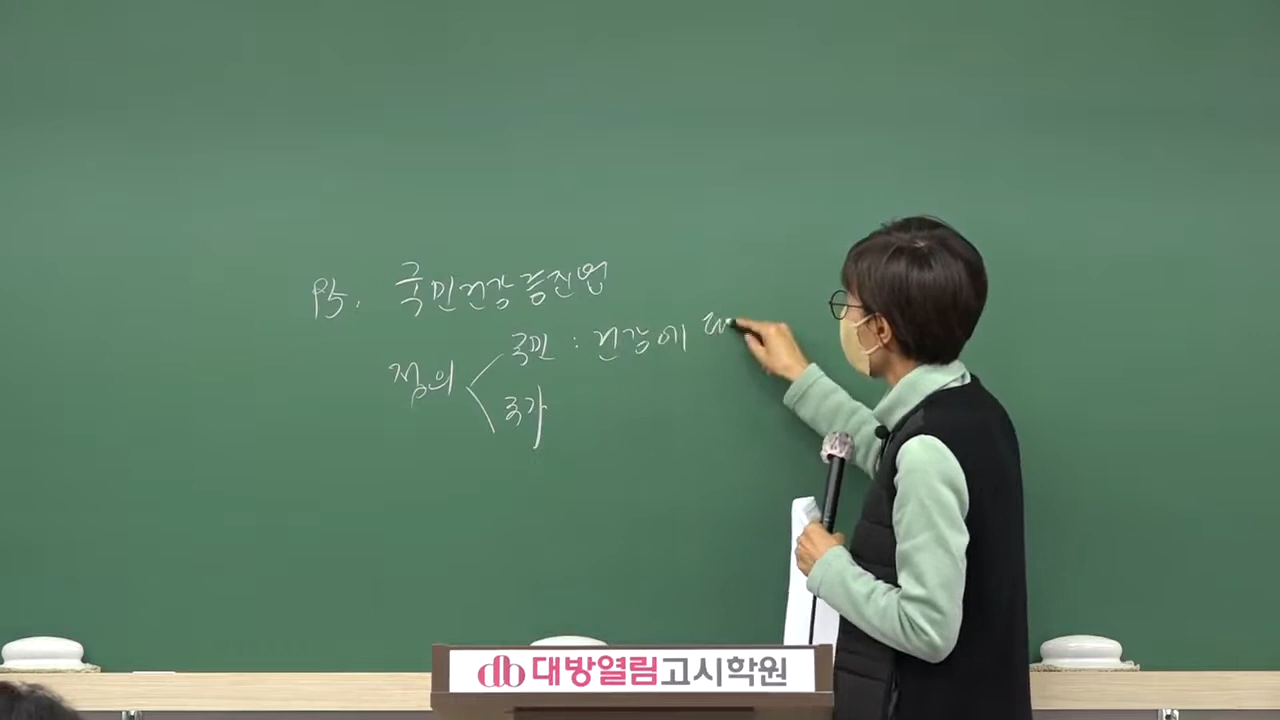 P5. 국민건강증진법
정의
국민 : 건강에
국가
대방열림고시학원